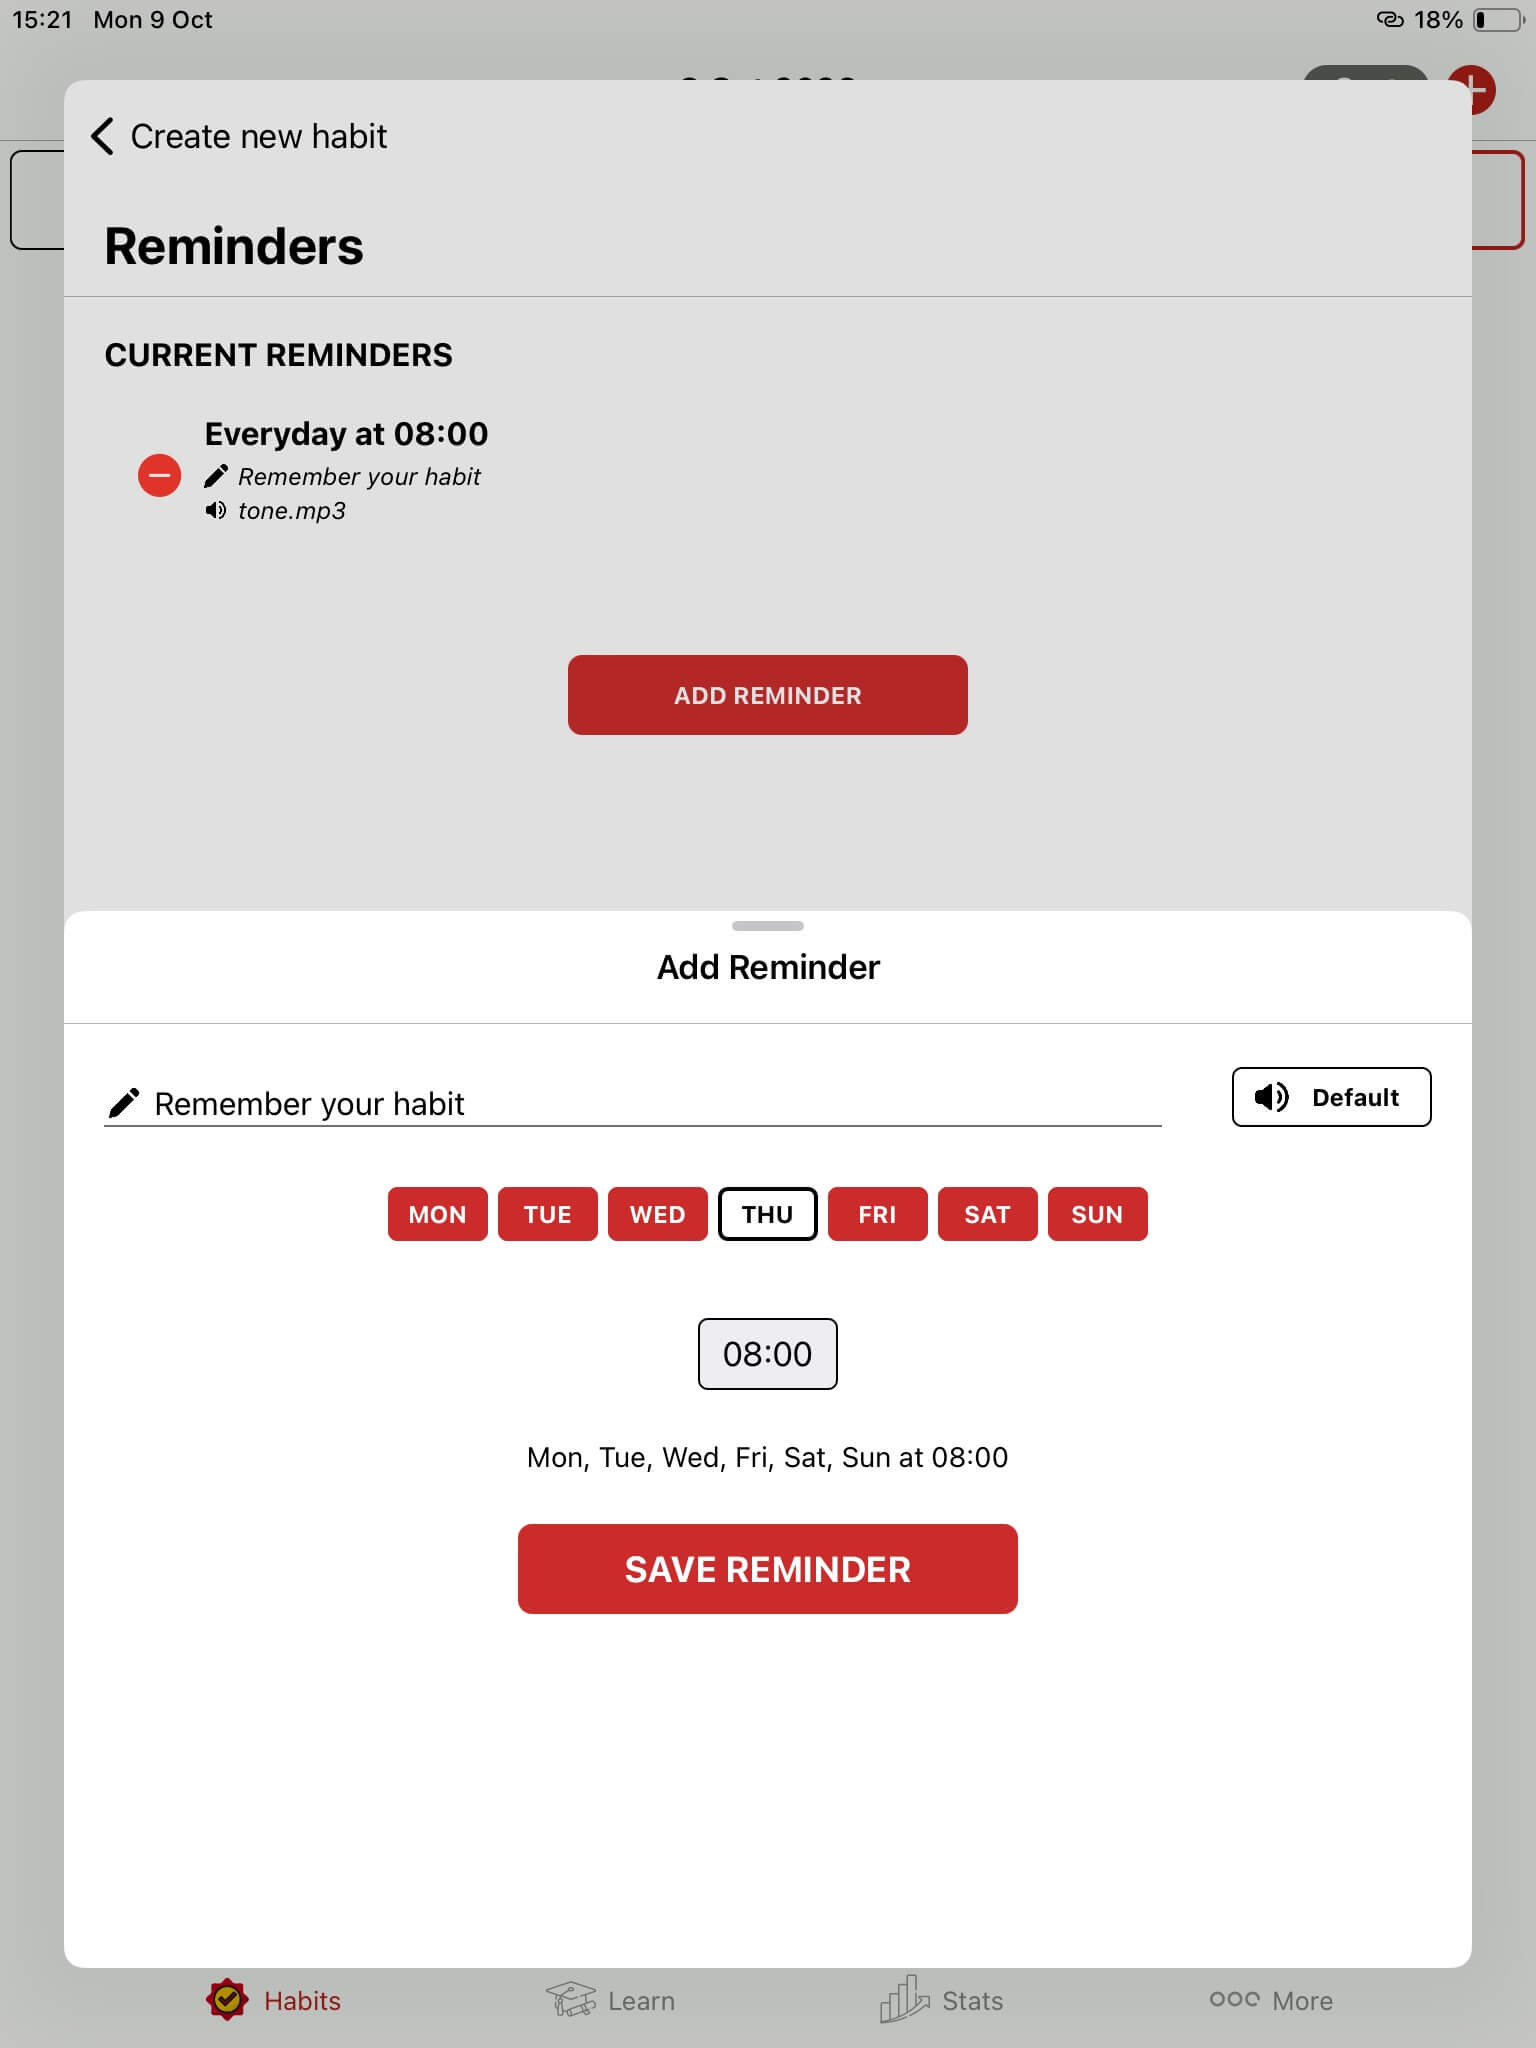 15:21 Mon 9 Oct 18%
Create new habit
Reminders
CURRENT REMINDERS
Everyday at 08:00
Remember your habit
tone.mp3
ADD REMINDER
Add Reminder
Remember your habit
Default
MON TUE WED THU FRI SAT SUN
08:00
Mon, Tue, Wed, Fri, Sat, Sun at 08:00
SAVE REMINDER
Habits Learn Stats More